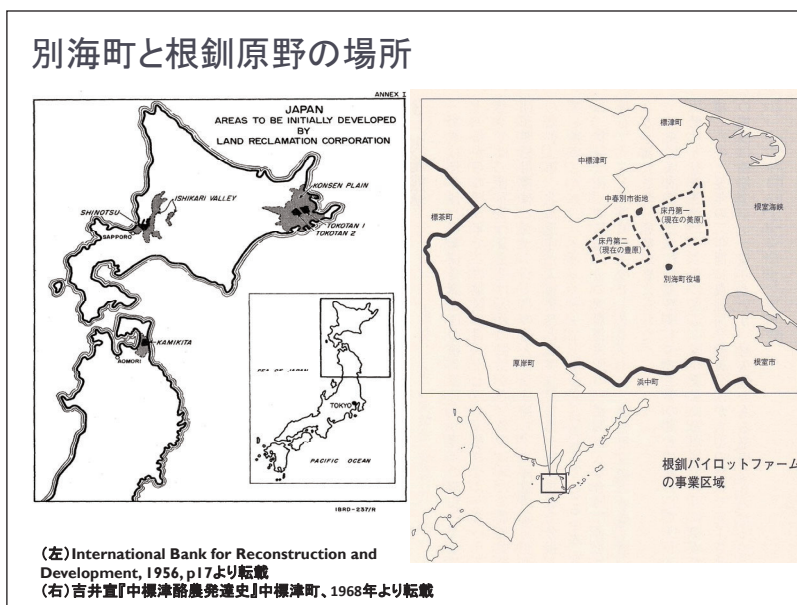 別海町と根釧原野の場所
ANNEX I
JAPAN
AREAS TO BE INITIALLY DEVELOPED
BY
LAND RECLAMATION CORPORATION
KONSEN PLAIN
ISHIKARI VALLEY
SHINOTSU
SAPPORO
TOKOTAN 1
TOKOTAN 2
KAMIKITA
AOMORI
SEA OF JAPAN
TOKYO
PACIFIC OCEAN
IBRD-237/R
標津町
中標津町
標茶町
中春別市街地
床丹第一
(現在の美原)
根室海峡
床丹第二
(現在の豊原)
別海町役場
厚岸町
浜中町
根室市
根釧パイロットファーム
の事業区域
(左)International Bank for Reconstruction and
Development, 1956, p17より転載
(右)吉井宣『中標津酪農発達史』中標津町、1968年より転載